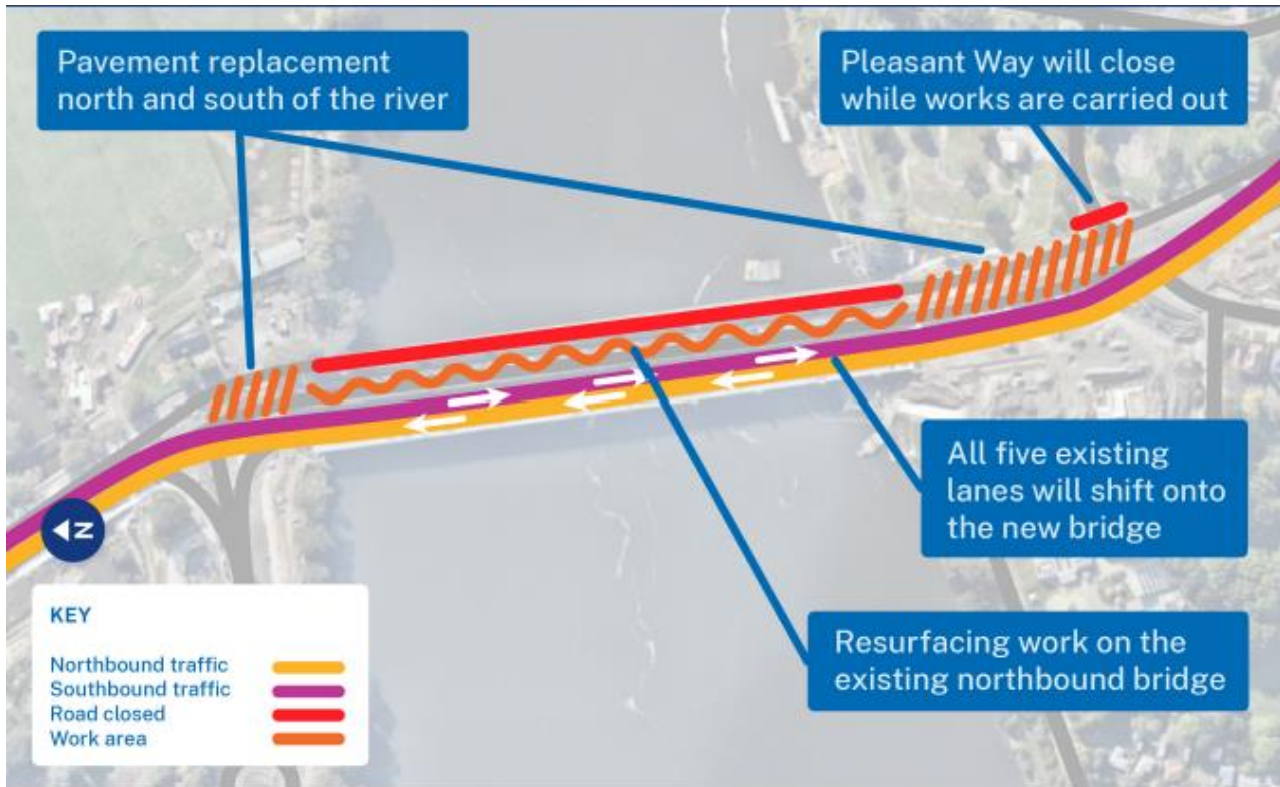 Pavement replacement
north and south of the river
Pleasant Way will close
while works are carried out
All five existing
lanes will shift onto
the new bridge
N
Resurfacing work on the
existing northbound bridge
KEY
Northbound traffic
Southbound traffic
Road closed
Work area